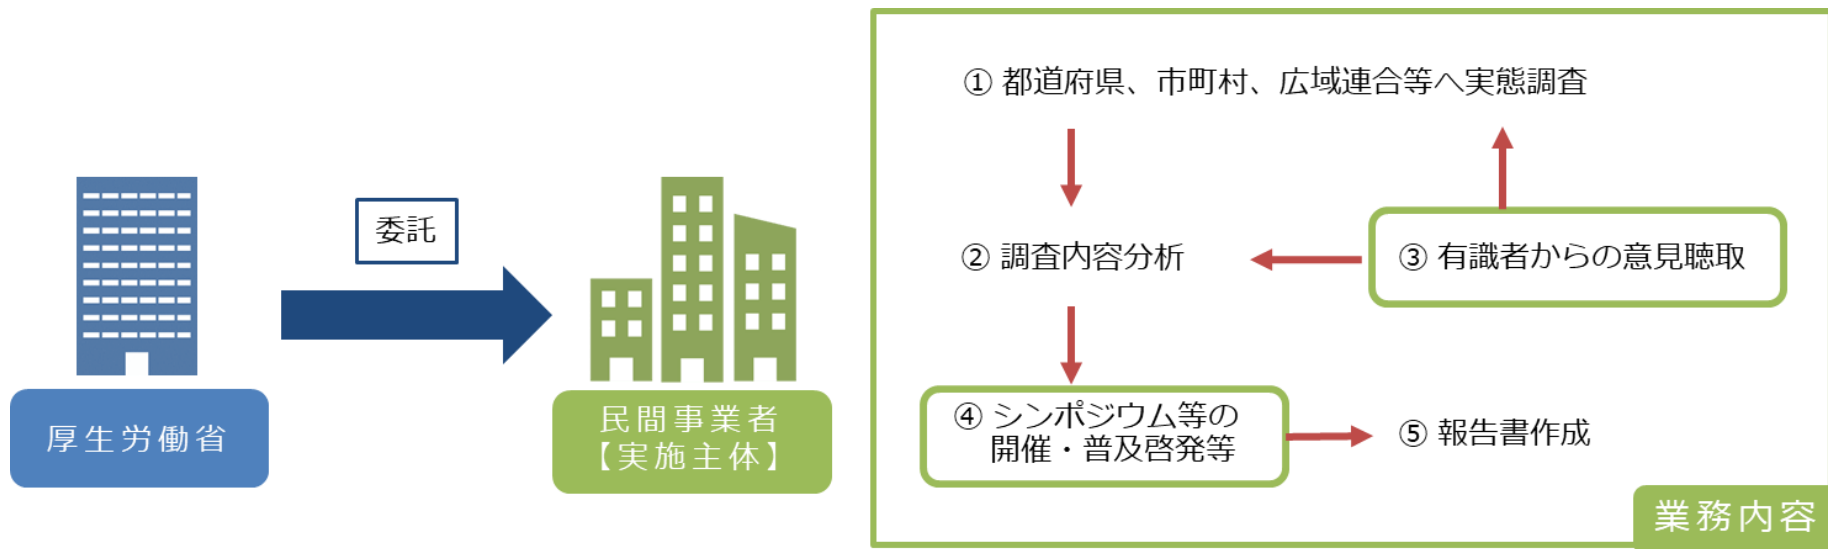 厚生労働省
委託
民間事業者
【実施主体】
① 都道府県、市町村、広域連合等へ実態調査
② 調査内容分析
③ 有識者からの意見聴取
④ シンポジウム等の
開催・普及啓発等
⑤ 報告書作成
業務内容